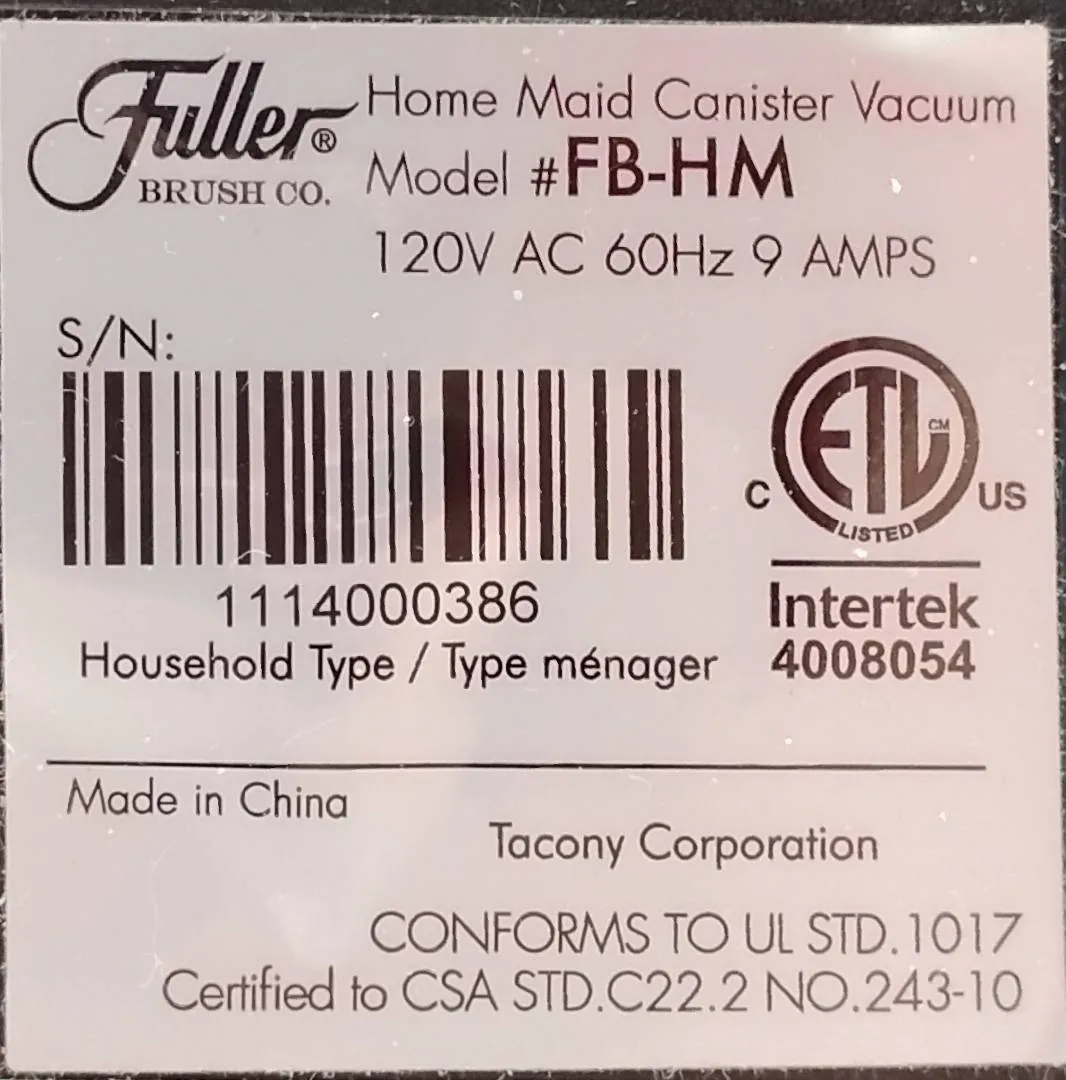 Fuller®
BRUSH CO.
Home Maid Canister Vacuum
Model #FB-HM
120V AC 60Hz 9 AMPS
S/N:
1114000386
Household Type / Type ménager
ETL CM
C US
LISTED
Intertek
4008054
Made in China
Tacony Corporation
CONFORMS TO UL STD.1017
Certified to CSA STD.C22.2 NO.243-10